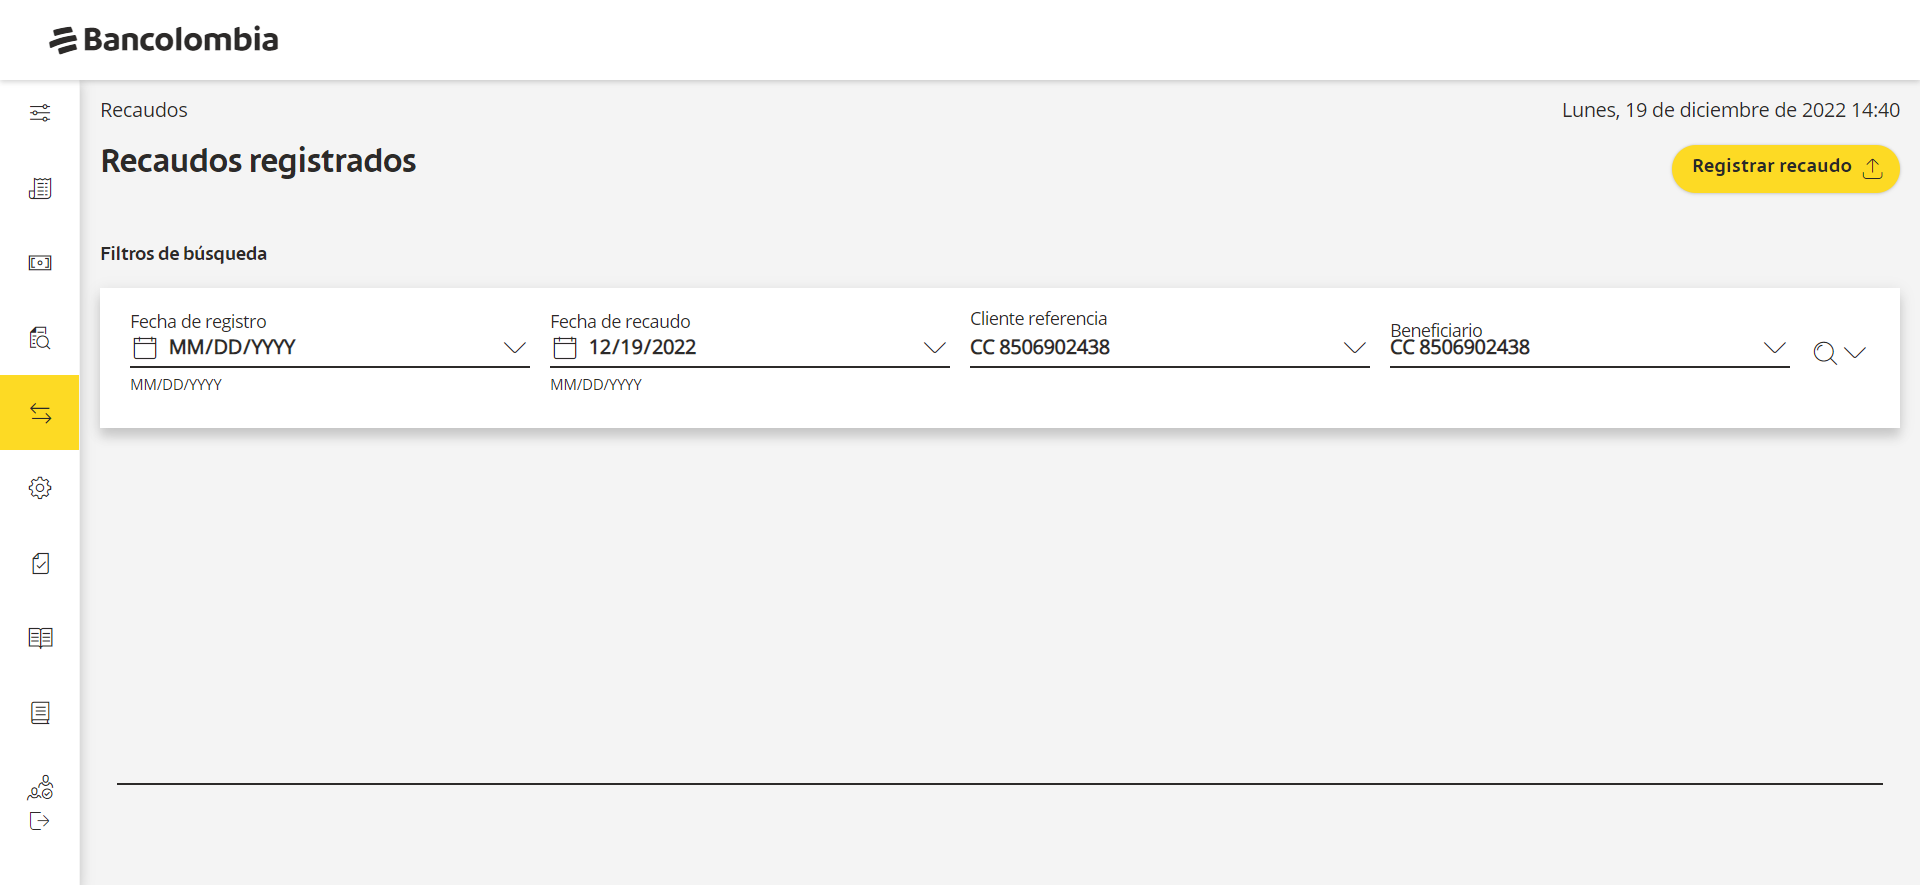 Bancolombia
Recaudos
Lunes, 19 de diciembre de 2022 14:40
Recaudos registrados
Registrar recaudo
Filtros de búsqueda
Fecha de registro
MM/DD/YYYY
MM/DD/YYYY
Fecha de recaudo
12/19/2022
MM/DD/YYYY
Cliente referencia
CC 8506902438
Beneficiario
CC 8506902438